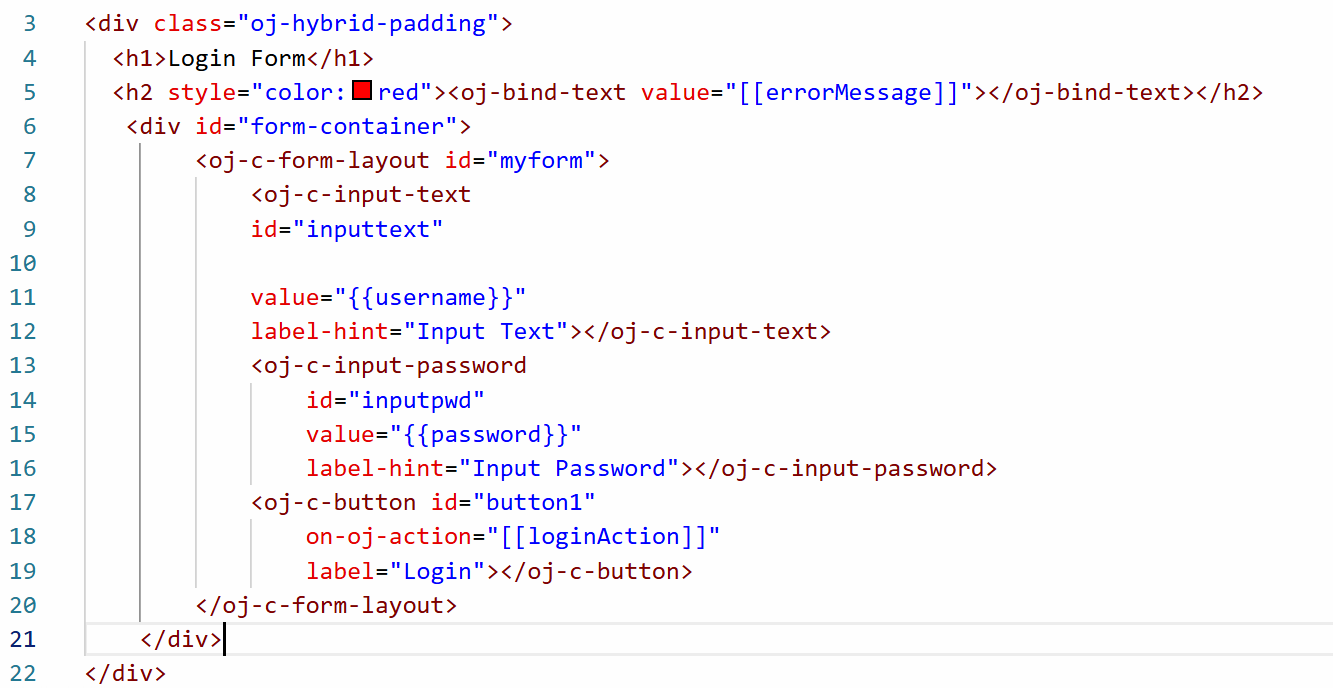 3 <div class="oj-hybrid-padding">
4 <h1>Login Form</h1>
5 <h2 style="color:red"><oj-bind-text value="[[errorMessage]]"></oj-bind-text></h2>
6 <div id="form-container">
7 <oj-c-form-layout id="myform">
8 <oj-c-input-text
9 id="inputtext"
10
11 value="{{username}}"
12 label-hint="Input Text"></oj-c-input-text>
13 <oj-c-input-password
14 id="inputpwd"
15 value="{{password}}"
16 label-hint="Input Password"></oj-c-input-password>
17 <oj-c-button id="button1"
18 on-oj-action="[[loginAction]]"
19 label="Login"></oj-c-button>
20 </oj-c-form-layout>
21 </div>
22 </div>